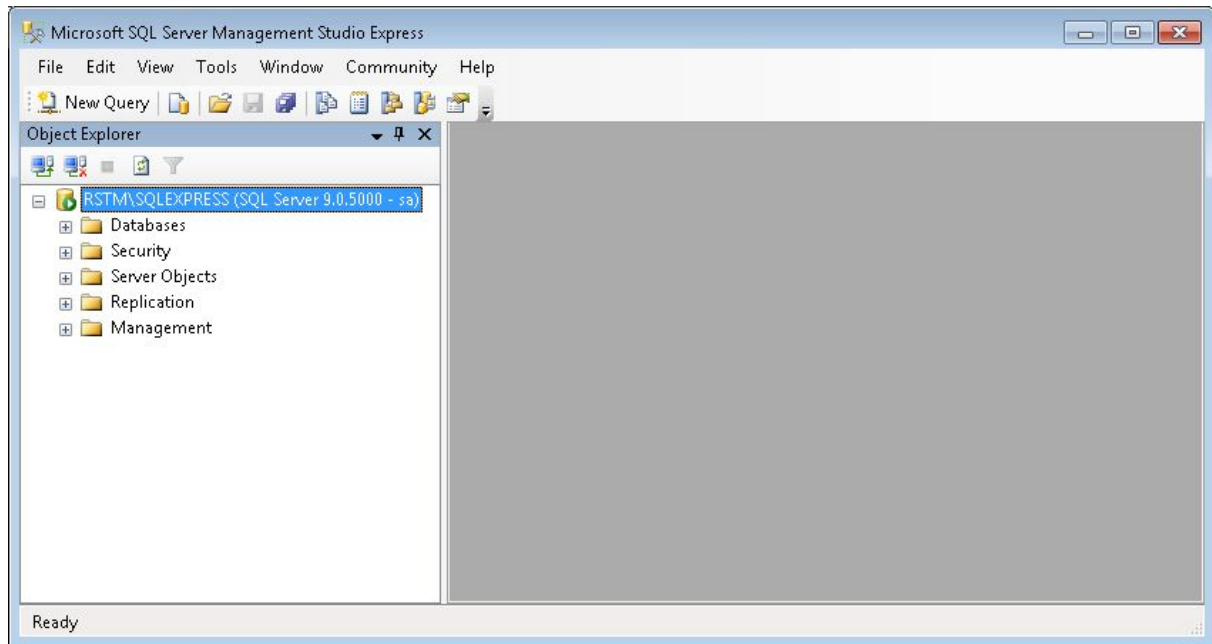 Microsoft SQL Server Management Studio Express
File Edit View Tools Window Community Help
New Query
Object Explorer
RSTM\SQLEXPRESS (SQL Server 9.0.5000 - sa)
Databases
Security
Server Objects
Replication
Management
Ready